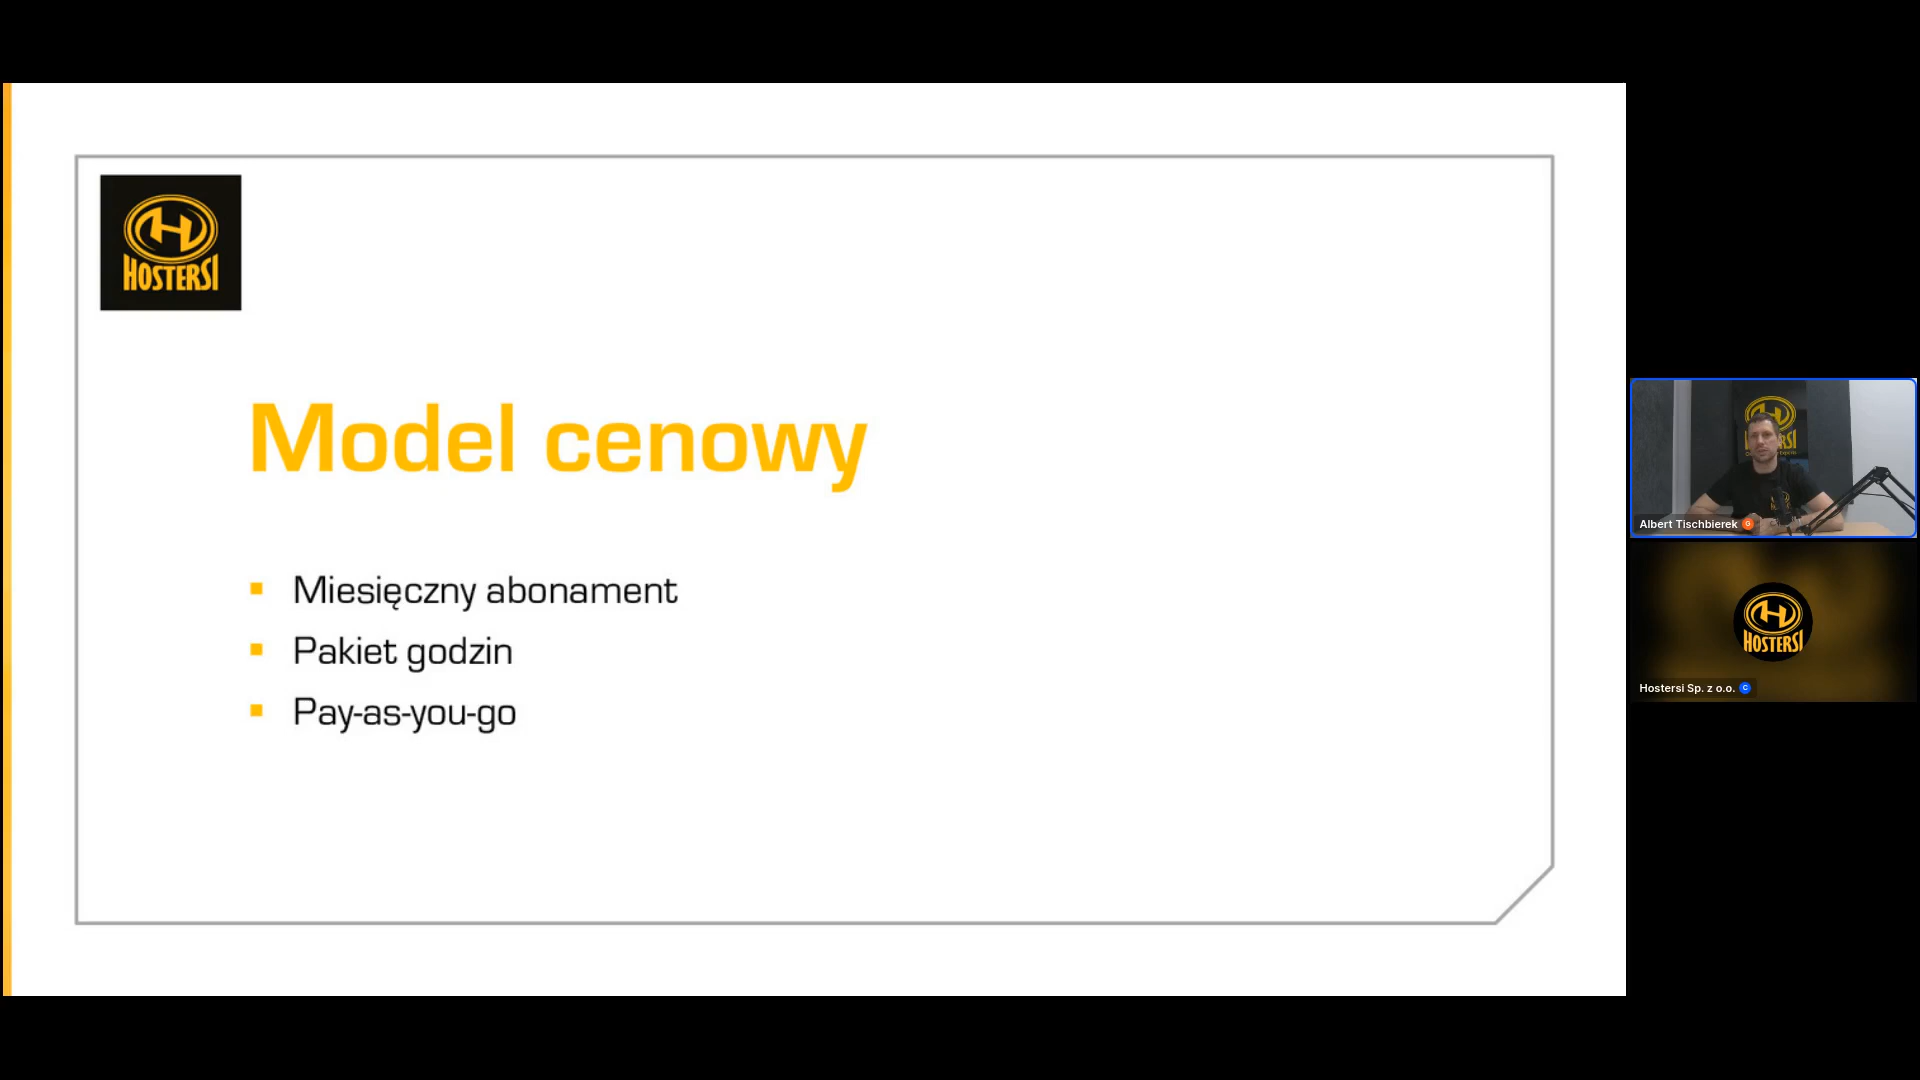 HOSTERSI
Model cenowy
Miesięczny abonament
Pakiet godzin
Pay-as-you-go
Albert Tischbierek
G
HOSTERSI
Hostersi Sp. z o.o.
C